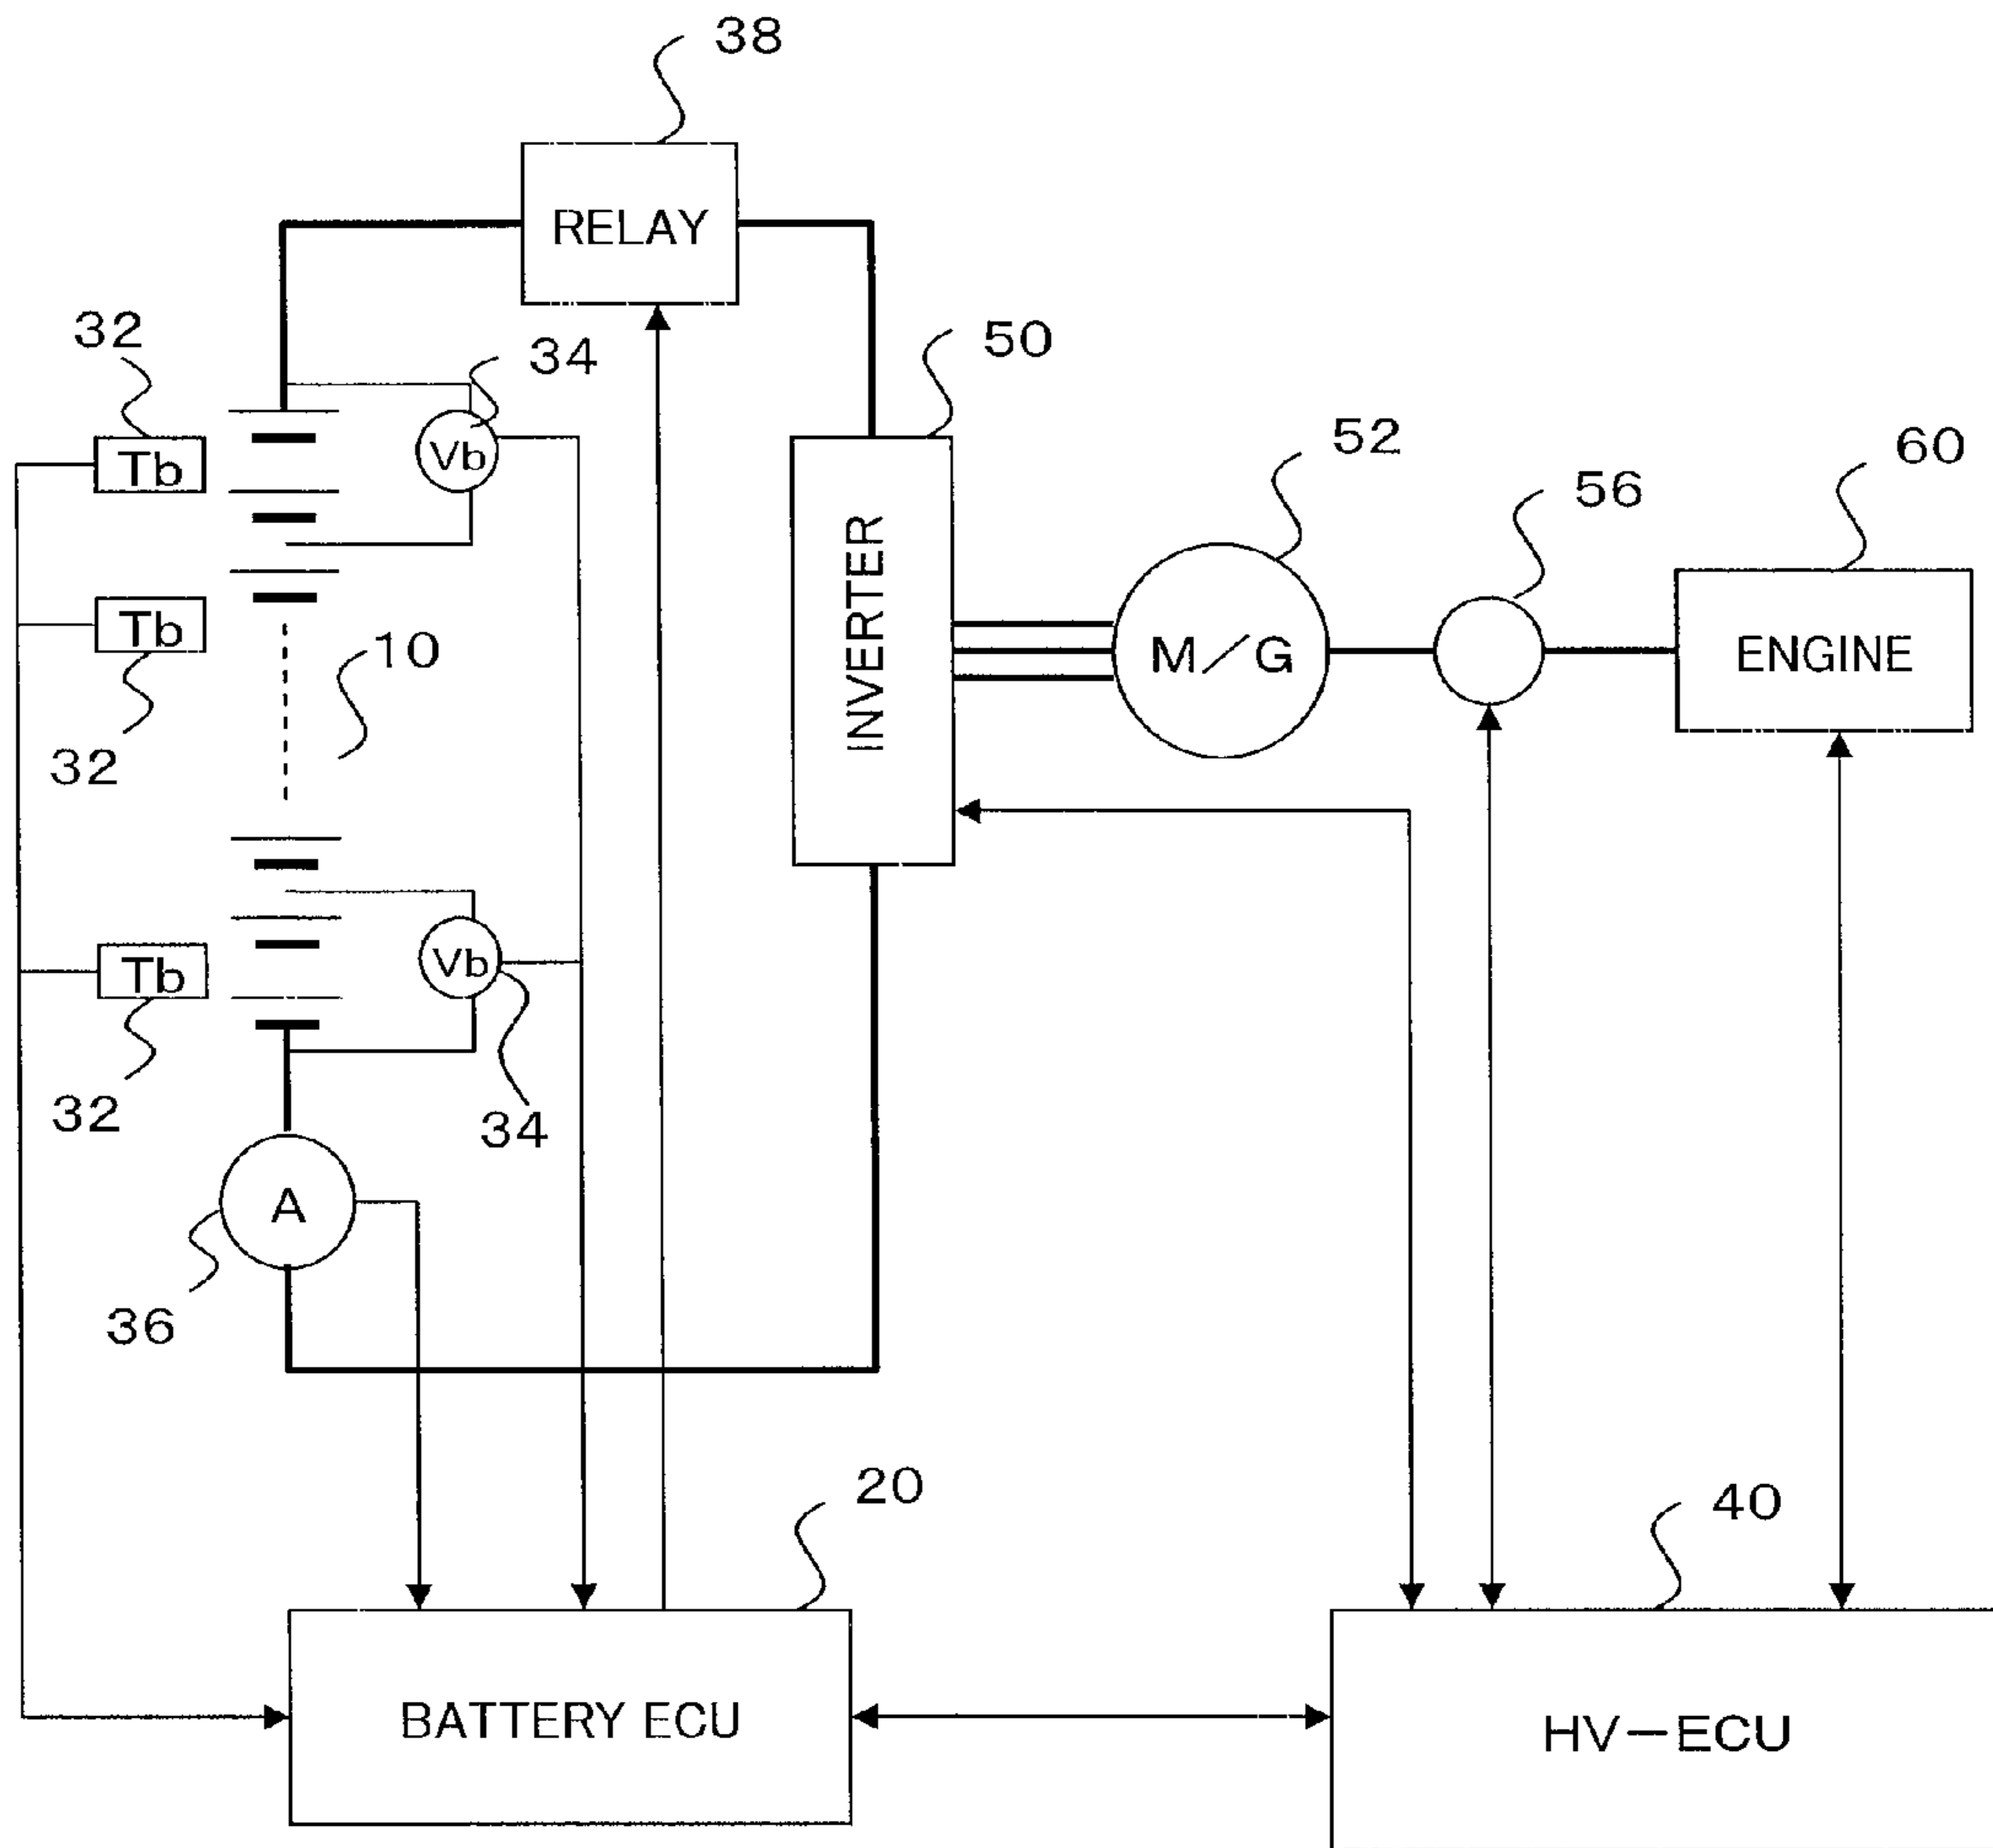 38
RELAY
32
34
50
Tb
Vb
52
60
56
Tb
INVERTER
M/G
ENGINE
10
32
Tb
Vb
32
34
A
36
20
40
BATTERY ECU
HV-ECU